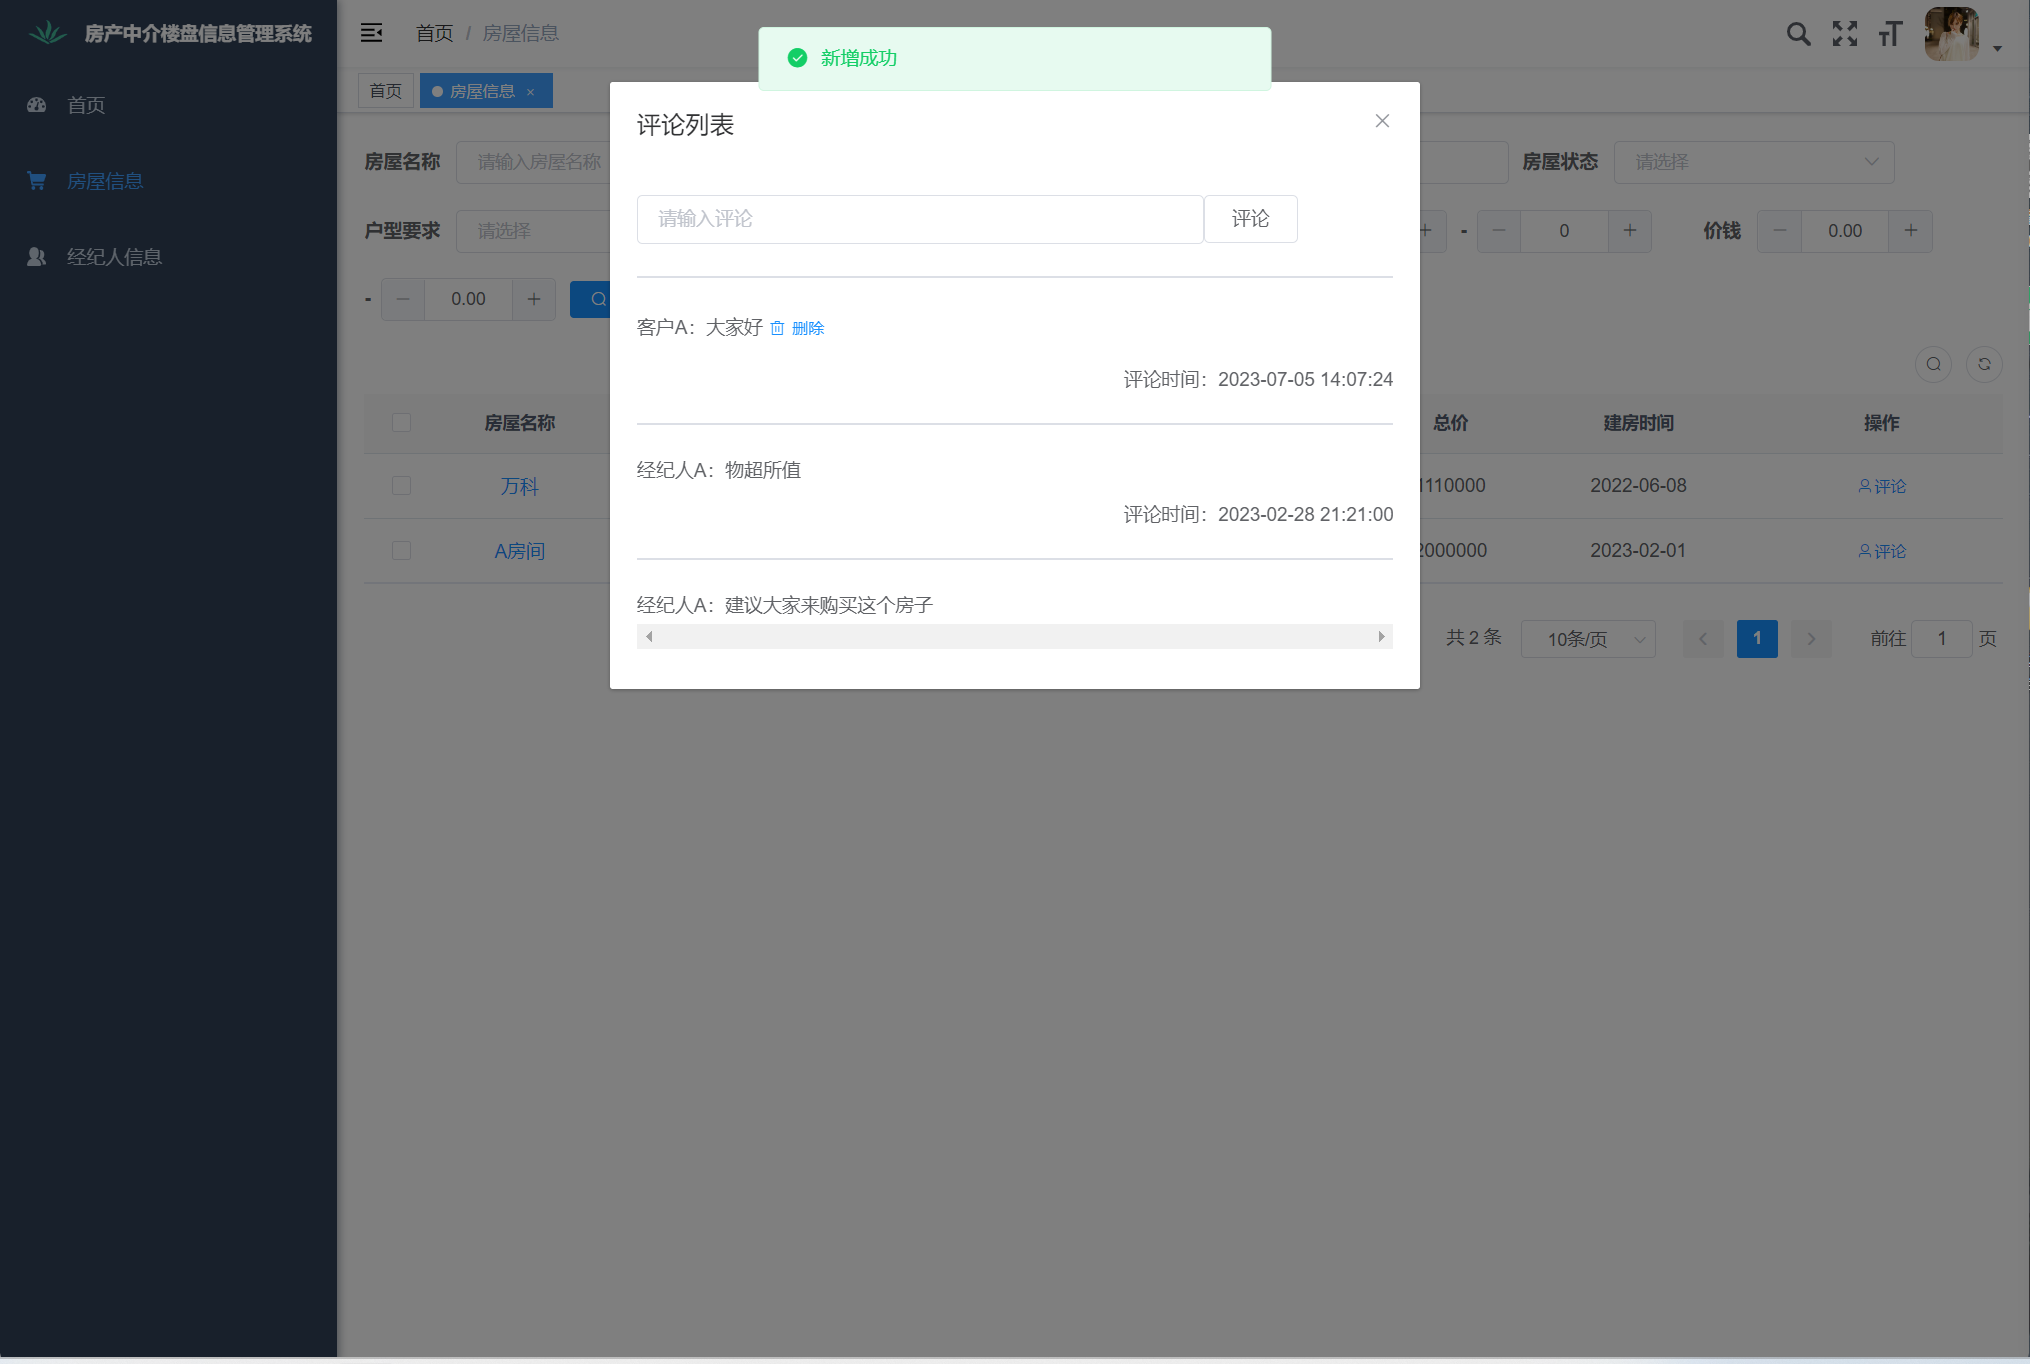 房产中介楼盘信息管理系统
首页
房屋信息
经纪人信息
首页 / 房屋信息
首页
房屋信息 ×
新增成功
房屋名称 请输入房屋名称
房屋状态 请选择
户型要求 请选择
+ - − 0 + 价钱 − 0.00 +
- − 0.00 +
评论列表
请输入评论 评论
客户A：大家好 删除
评论时间：2023-07-05 14:07:24
经纪人A：物超所值
评论时间：2023-02-28 21:21:00
经纪人A：建议大家来购买这个房子
房屋名称 总价 建房时间 操作
万科 2022-06-08 评论
A房间 2023-02-01 评论
共 2 条 10条/页 1 前往 1 页